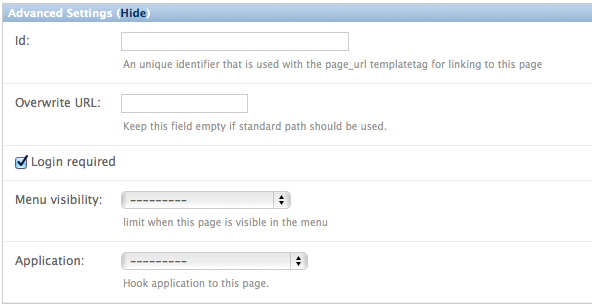 Advanced Settings (Hide)
Id:
An unique identifier that is used with the page_url templatetag for linking to this page
Overwrite URL:
Keep this field empty if standard path should be used.
Login required
Menu visibility: ---------
limit when this page is visible in the menu
Application: ---------
Hook application to this page.